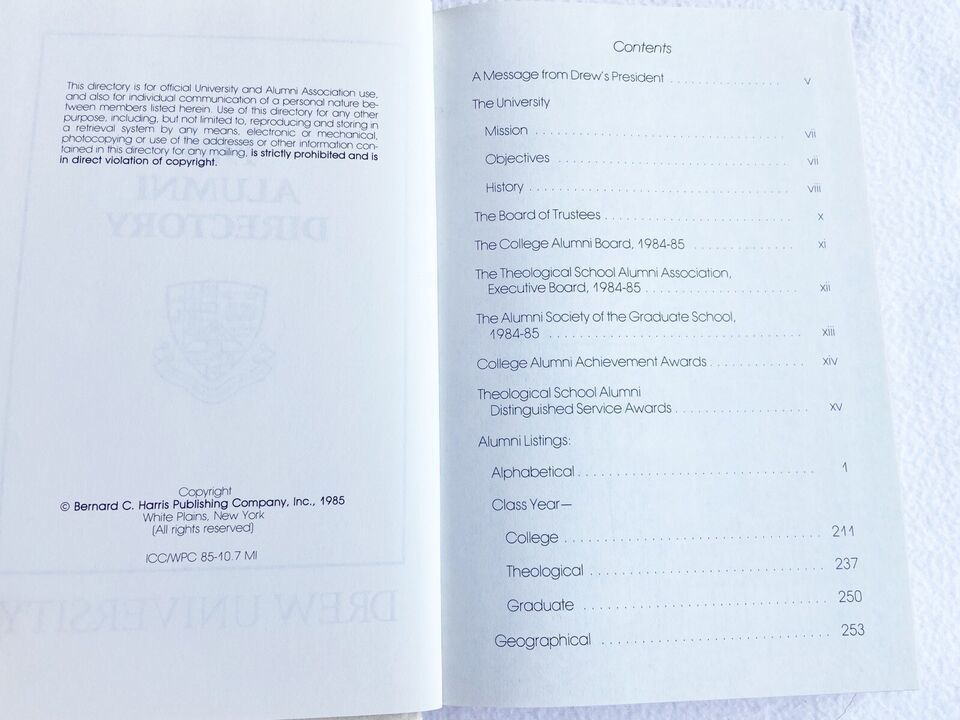 This directory is for official University and Alumni Association use,
and also for individual communication of a personal nature be-
tween members listed herein. Use of this directory for any other
purpose, including, but not limited to, reproducing and storing in
a retrieval system by any means, electronic or mechanical,
photocopying or use of the addresses or other information con-
tained in this directory for any mailing, is strictly prohibited and is
in direct violation of copyright.
ALUMNI
DIRECTORY
Copyright
© Bernard C. Harris Publishing Company, Inc., 1985
White Plains, New York
(All rights reserved)
ICC/WPC 85-10.7 MI
DREW UNIVERSITY
Contents
A Message from Drew's President . . . . . . . . . . . . . . . v
The University
Mission . . . . . . . . . . . . . . . . . . . . . . . . . . . . . . vii
Objectives . . . . . . . . . . . . . . . . . . . . . . . . . . . . vii
History . . . . . . . . . . . . . . . . . . . . . . . . . . . . . . viii
The Board of Trustees . . . . . . . . . . . . . . . . . . . . . x
The College Alumni Board, 1984-85 . . . . . . . . . . . . xi
The Theological School Alumni Association,
Executive Board, 1984-85 . . . . . . . . . . . . . . . . . xii
The Alumni Society of the Graduate School,
1984-85 . . . . . . . . . . . . . . . . . . . . . . . . . . . . xiii
College Alumni Achievement Awards . . . . . . . . . . . xiv
Theological School Alumni
Distinguished Service Awards . . . . . . . . . . . . . . . xv
Alumni Listings:
Alphabetical . . . . . . . . . . . . . . . . . . . . . . . . . . 1
Class Year—
College . . . . . . . . . . . . . . . . . . . . . . . . . . . . 211
Theological . . . . . . . . . . . . . . . . . . . . . . . . . 237
Graduate . . . . . . . . . . . . . . . . . . . . . . . . . . 250
Geographical . . . . . . . . . . . . . . . . . . . . . . . . 253